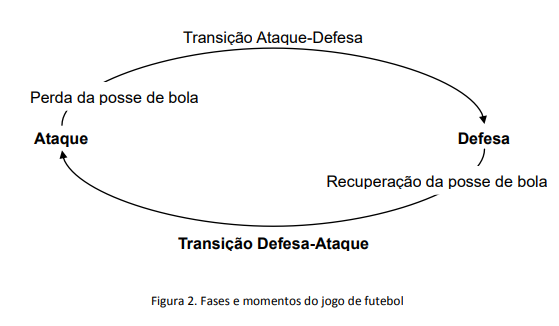 Transição Ataque-Defesa
Perda da posse de bola
Ataque
Defesa
Recuperação da posse de bola
Transição Defesa-Ataque
Figura 2. Fases e momentos do jogo de futebol